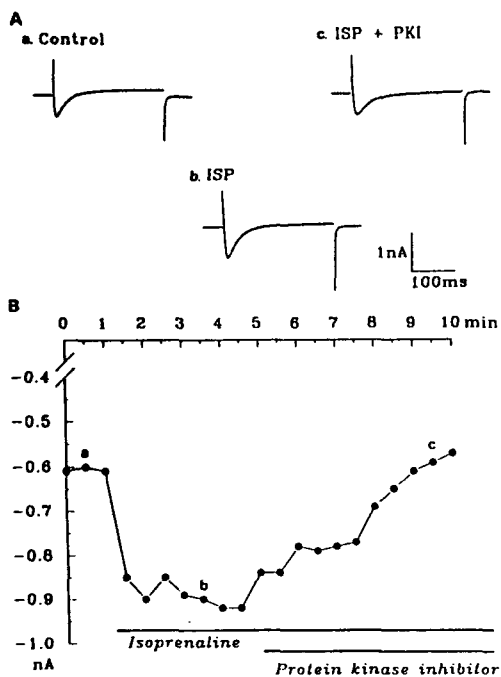 A
a. Control
c. ISP + PKI
b. ISP
1nA
100ms
B
0 1 2 3 4 5 6 7 8 9 10 min
-0.4
-0.5
-0.6
-0.7
-0.8
-0.9
-1.0
nA
a
b
c
Isoprenaline
Protein kinase inhibitor